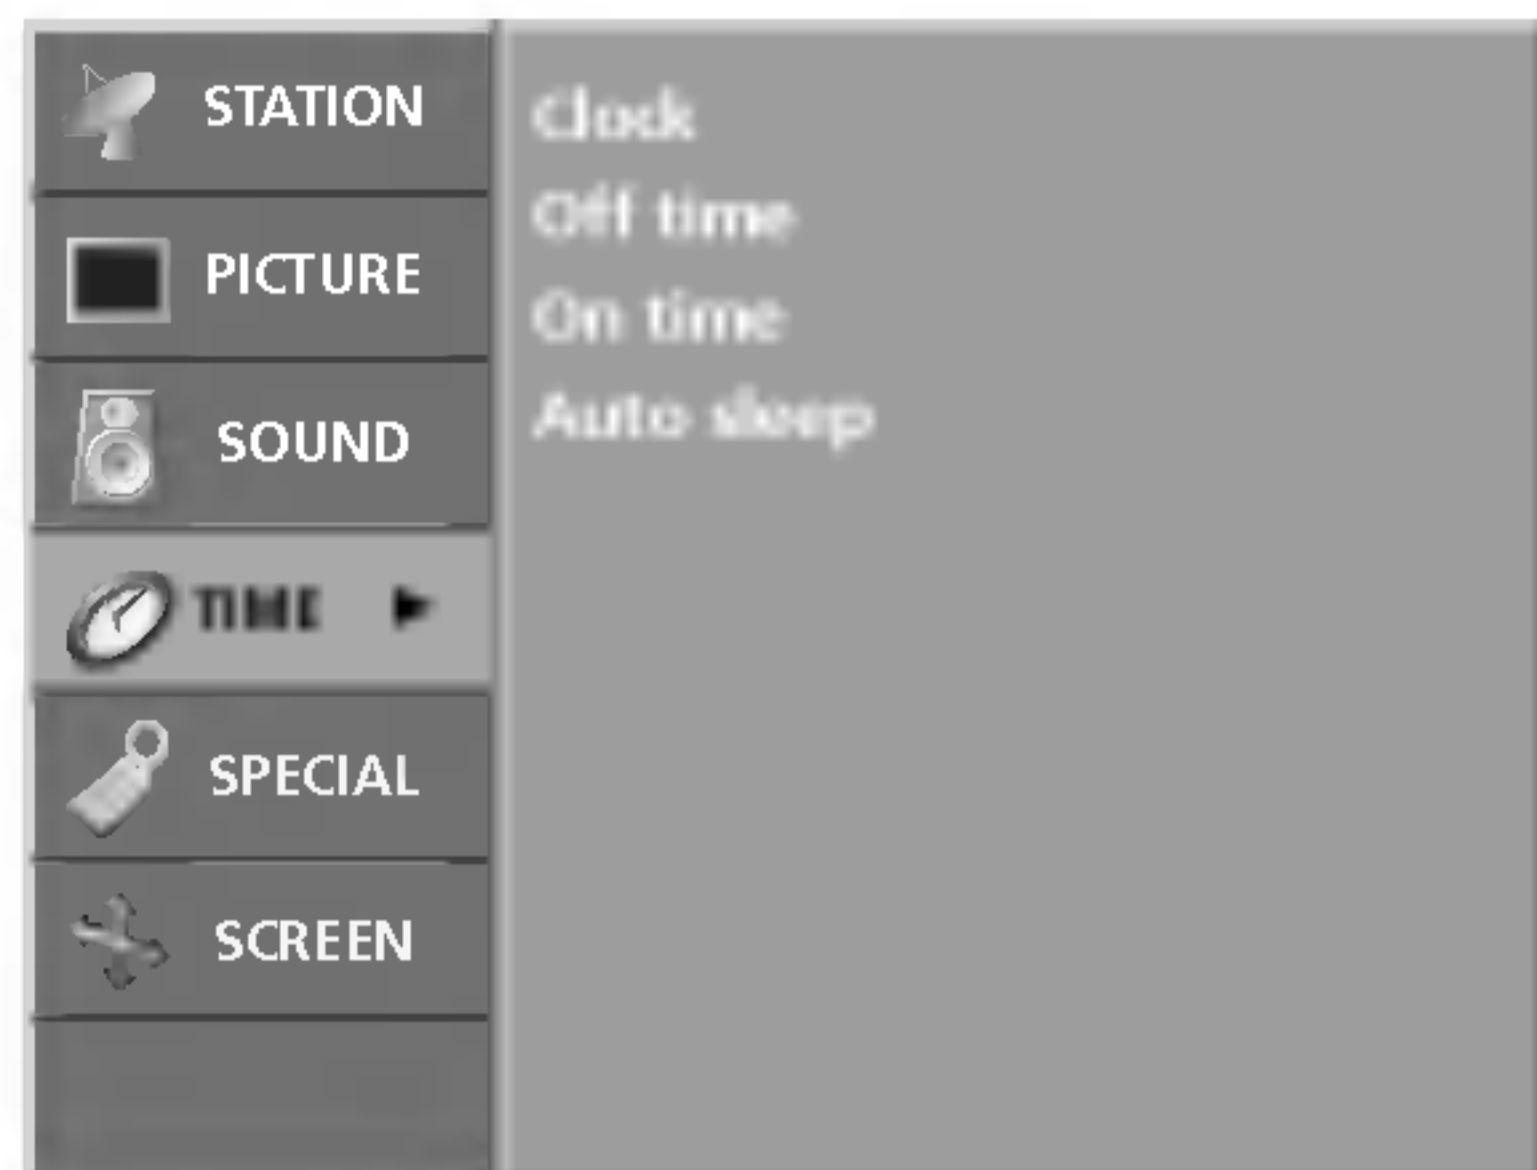 STATION
PICTURE
SOUND
TIME
SPECIAL
SCREEN
Clock
Off time
On time
Auto sleep